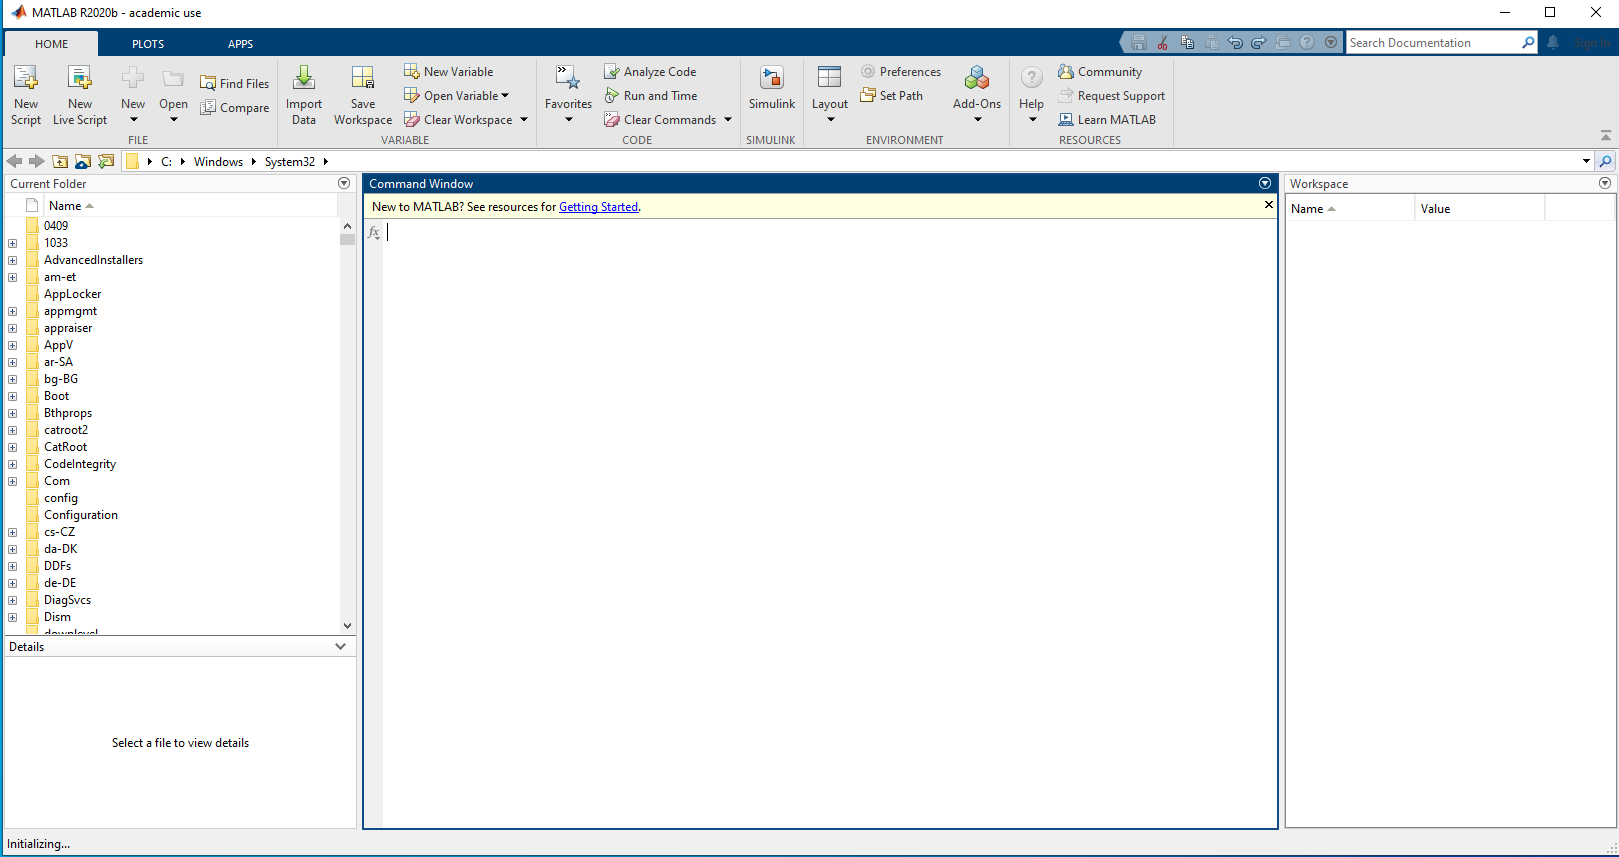 MATLAB R2020b - academic use
HOME PLOTS APPS
Search Documentation
Sign In
New Script
New Live Script
New
Open
Find Files
Compare
FILE
Import Data
Save Workspace
New Variable
Open Variable
Clear Workspace
VARIABLE
Favorites
Analyze Code
Run and Time
Clear Commands
CODE
Simulink
SIMULINK
Layout
Preferences
Set Path
Add-Ons
ENVIRONMENT
Help
Community
Request Support
Learn MATLAB
RESOURCES
C: Windows System32
Current Folder
Name
0409
1033
AdvancedInstallers
am-et
AppLocker
appmgmt
appraiser
AppV
ar-SA
bg-BG
Boot
Bthprops
catroot2
CatRoot
CodeIntegrity
Com
config
Configuration
cs-CZ
da-DK
DDFs
de-DE
DiagSvcs
Dism
downlevel
Details
Select a file to view details
Command Window
New to MATLAB? See resources for Getting Started.
fx
Workspace
Name Value
Initializing...